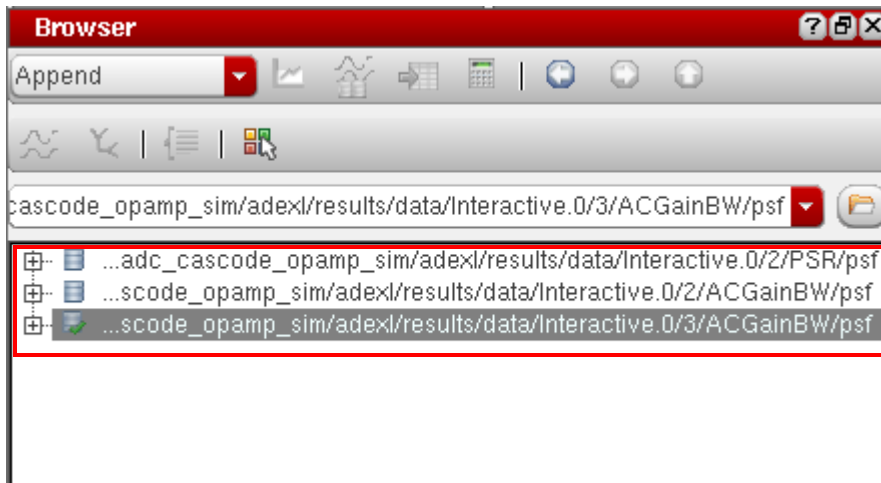 Browser
Append
cascode_opamp_sim/adexl/results/data/Interactive.0/3/ACGainBW/psf
...adc_cascode_opamp_sim/adexl/results/data/Interactive.0/2/PSR/psf
...scode_opamp_sim/adexl/results/data/Interactive.0/2/ACGainBW/psf
...scode_opamp_sim/adexl/results/data/Interactive.0/3/ACGainBW/psf